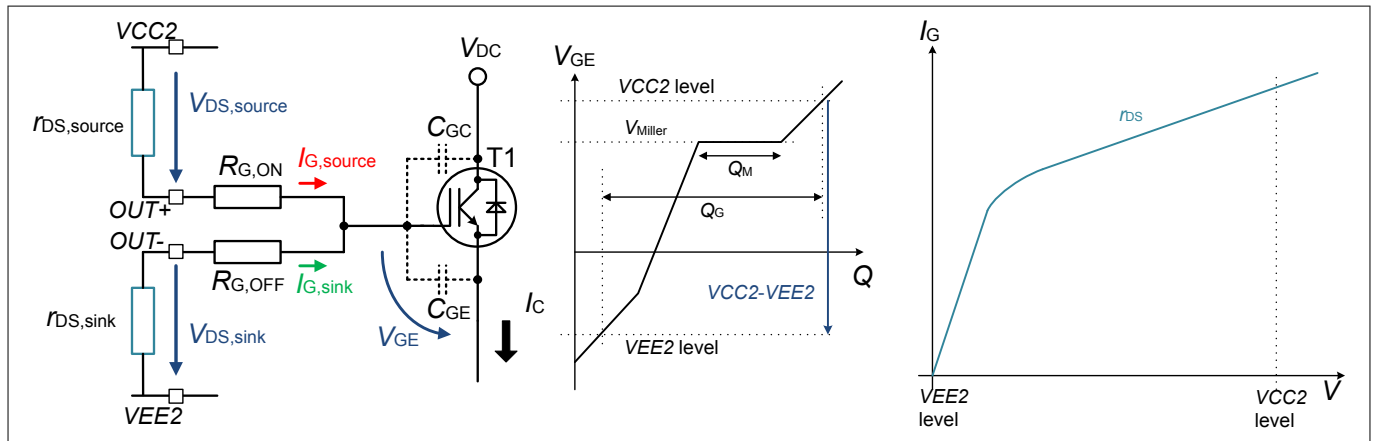 VCC2
VDS,source
rDS,source
RG,ON
IG,source
OUT+
OUT-
RG,OFF
IG,sink
rDS,sink
VDS,sink
VEE2
VDC
CGC
T1
CGE
VGE
IC
VGE
VCC2 level
VMiller
QM
QG
Q
VCC2-VEE2
VEE2 level
IG
rDS
VEE2
level
VCC2
level
V